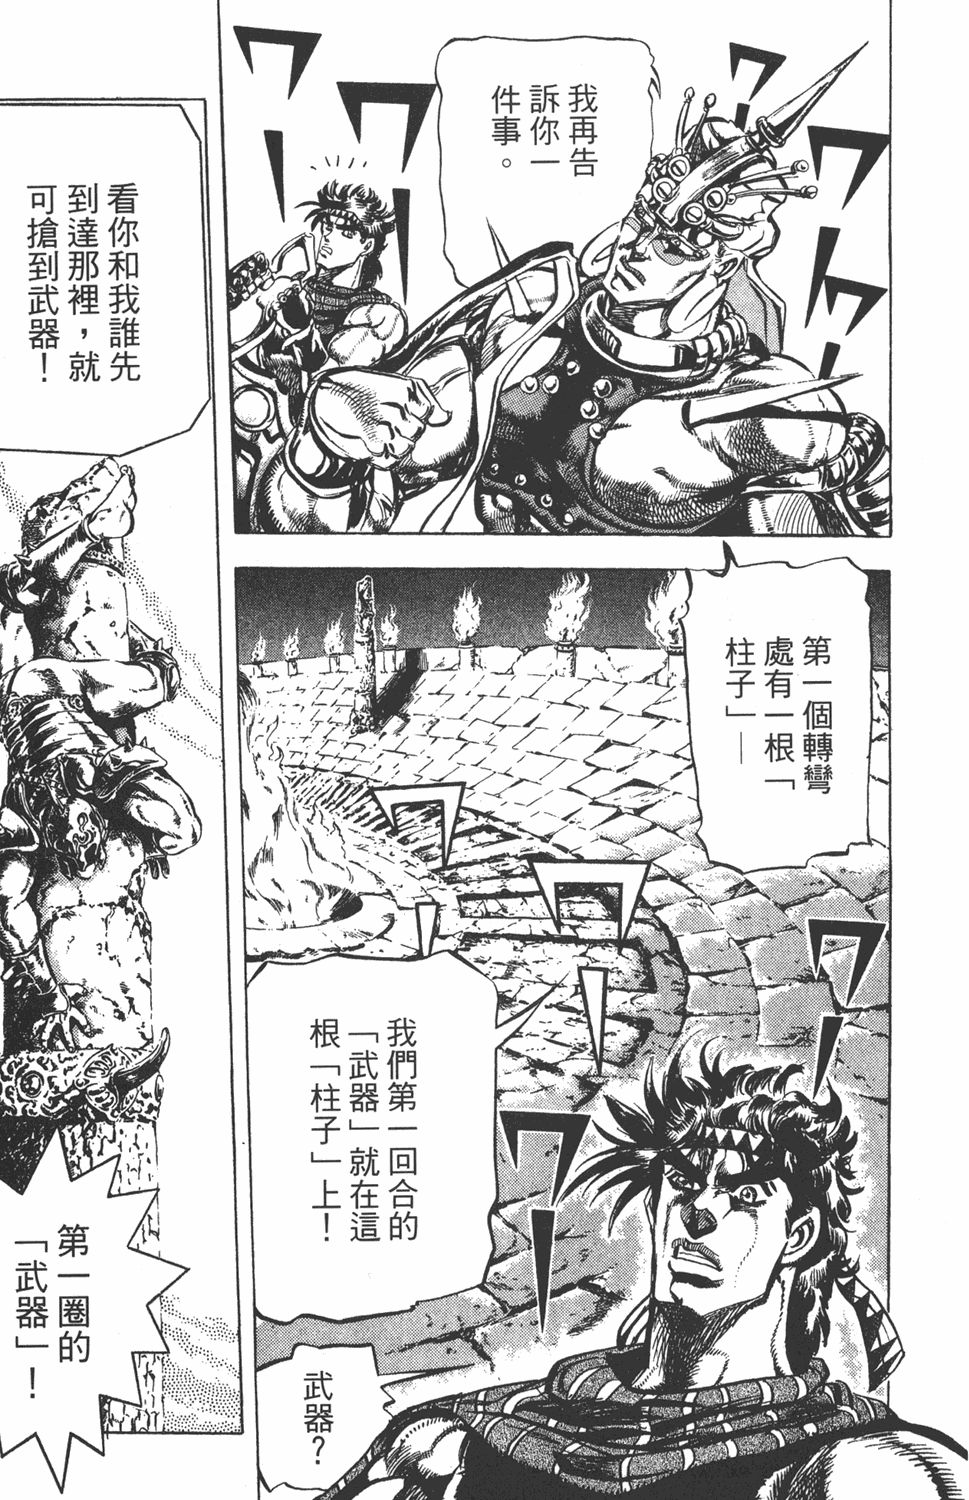 我再告
訴你一
件事。
第一個轉彎
處有一根「
柱子」—
我們第一回合的
「武器」就在這
根「柱子」上！
武器？
看你和我誰先
到達那裡，就
可搶到武器！
第一圈的
「武器」！